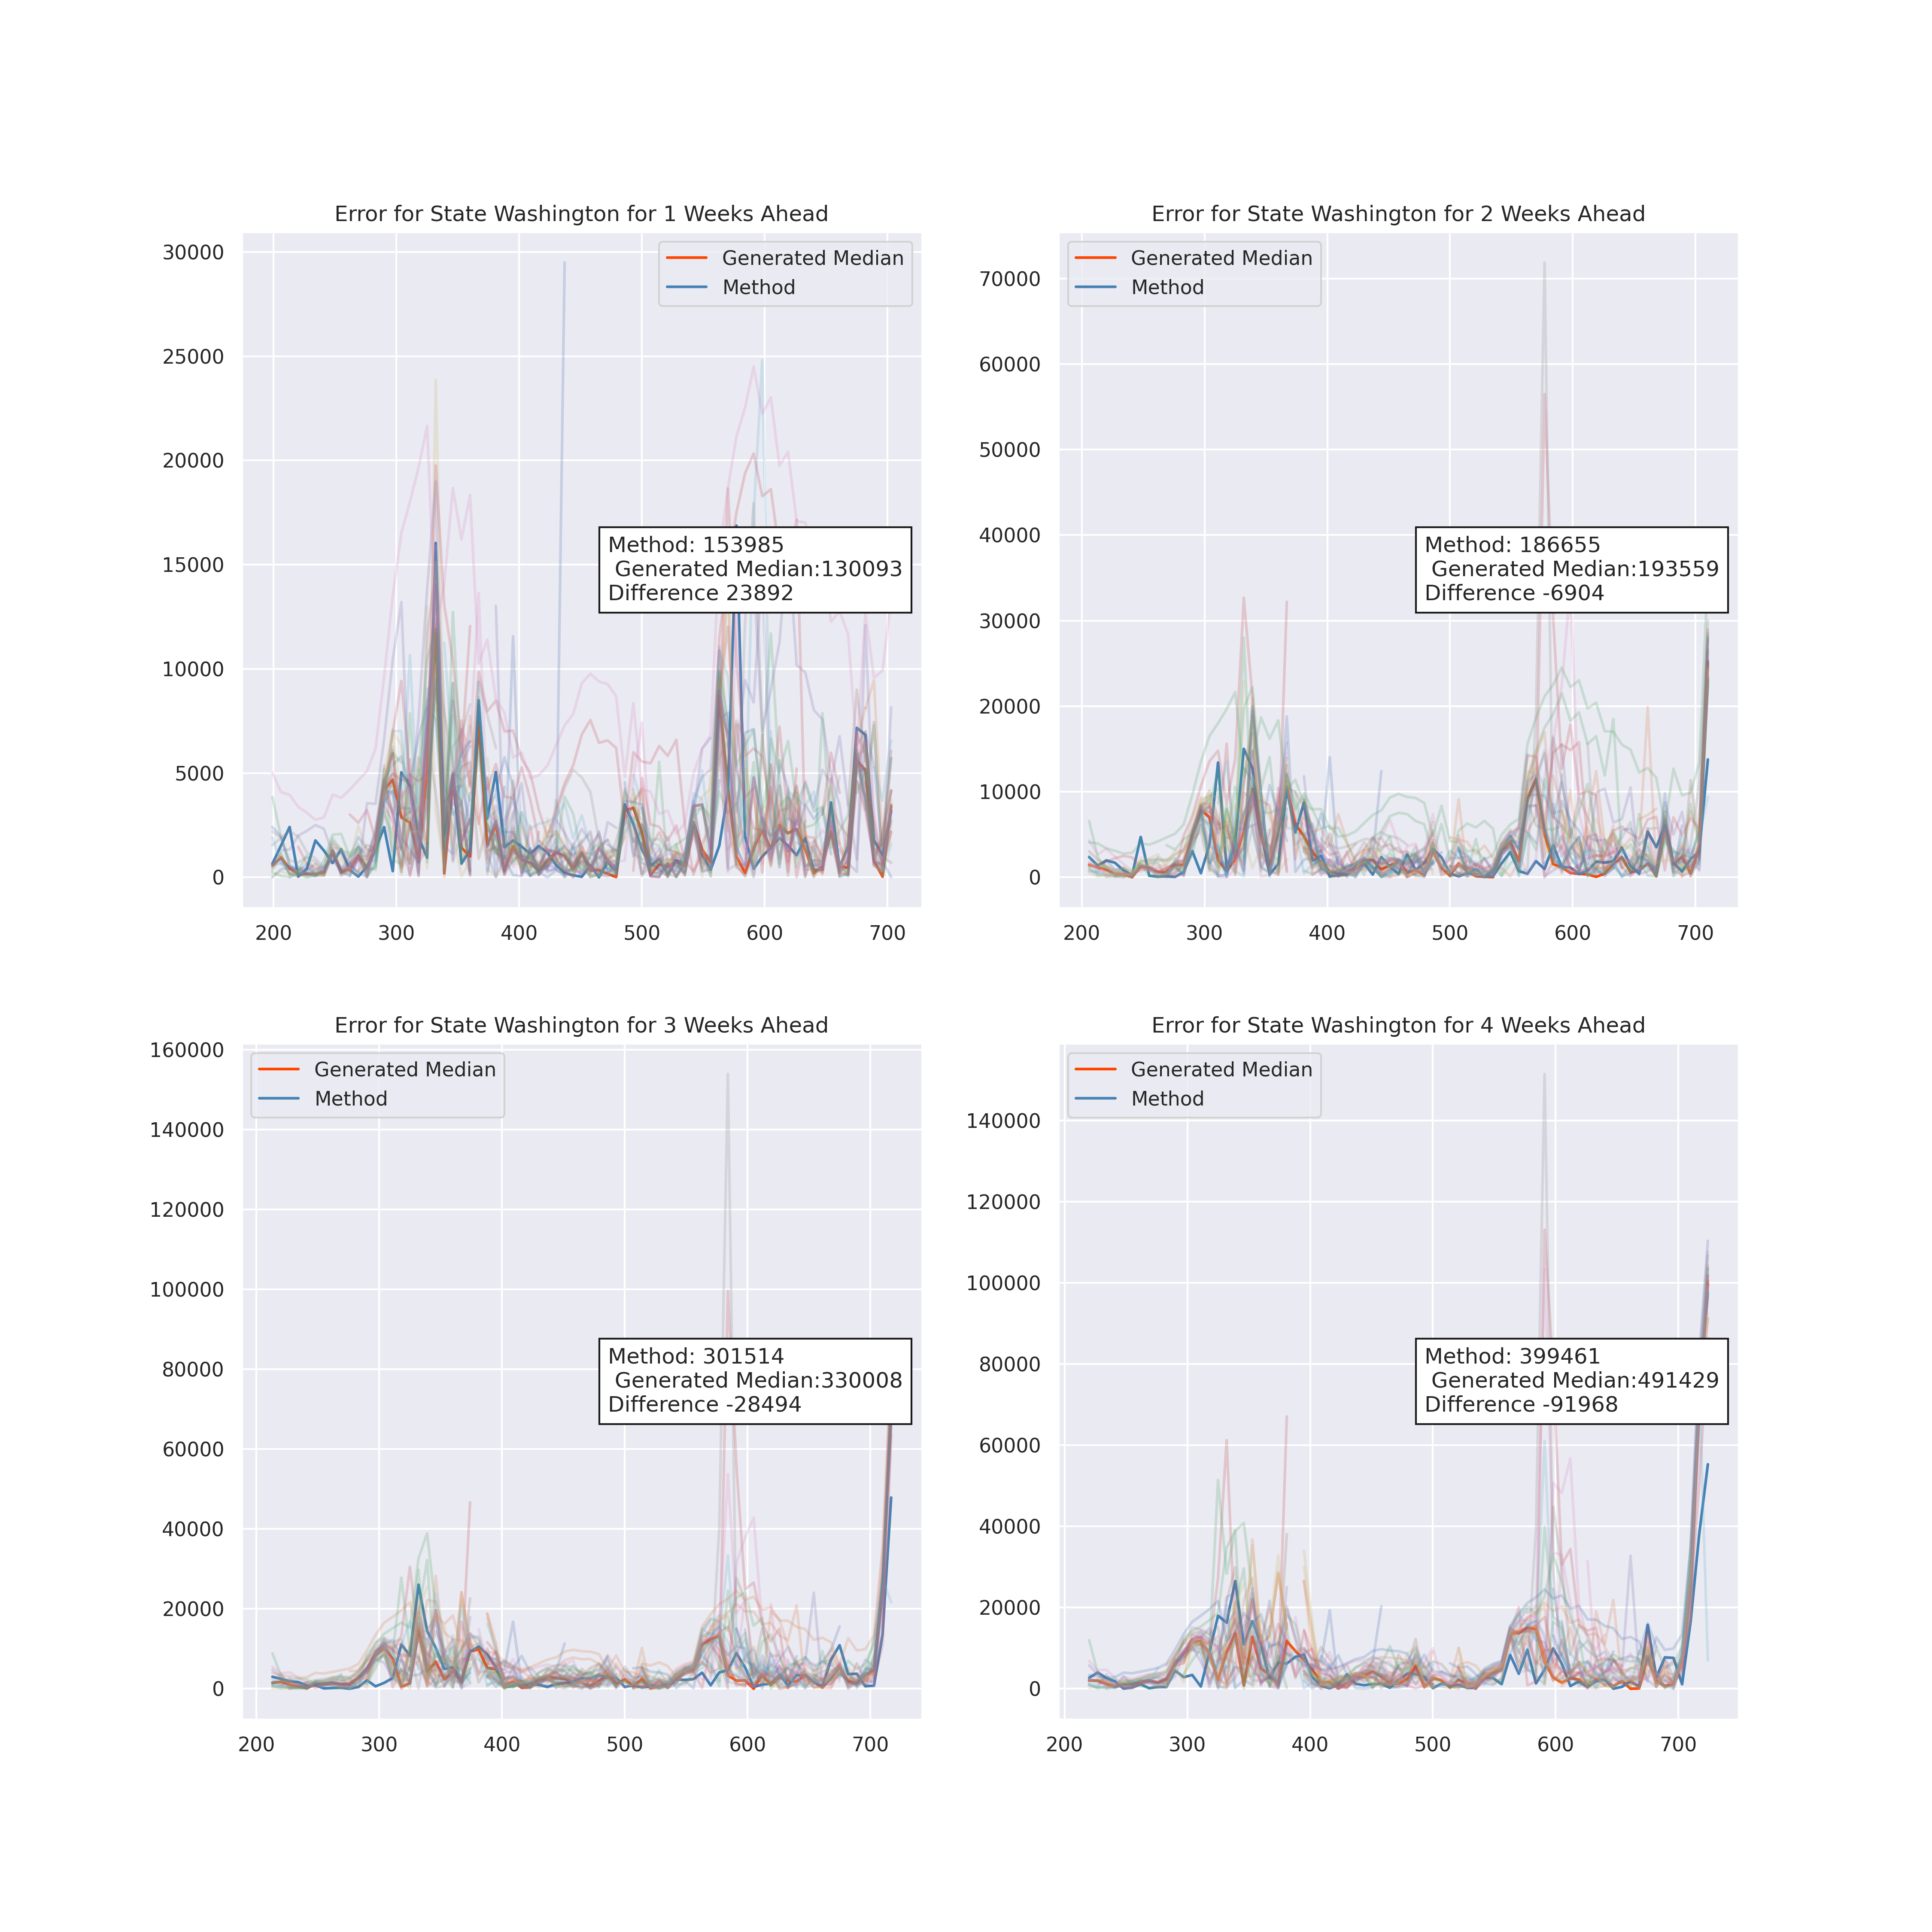 Error for State Washington for 1 Weeks Ahead
30000
25000
20000
15000
10000
5000
0
200 300 400 500 600 700
Generated Median
Method
Method: 153985
Generated Median:130093
Difference 23892
Error for State Washington for 2 Weeks Ahead
70000
60000
50000
40000
30000
20000
10000
0
200 300 400 500 600 700
Generated Median
Method
Method: 186655
Generated Median:193559
Difference -6904
Error for State Washington for 3 Weeks Ahead
160000
140000
120000
100000
80000
60000
40000
20000
0
200 300 400 500 600 700
Generated Median
Method
Method: 301514
Generated Median:330008
Difference -28494
Error for State Washington for 4 Weeks Ahead
140000
120000
100000
80000
60000
40000
20000
0
200 300 400 500 600 700
Generated Median
Method
Method: 399461
Generated Median:491429
Difference -91968